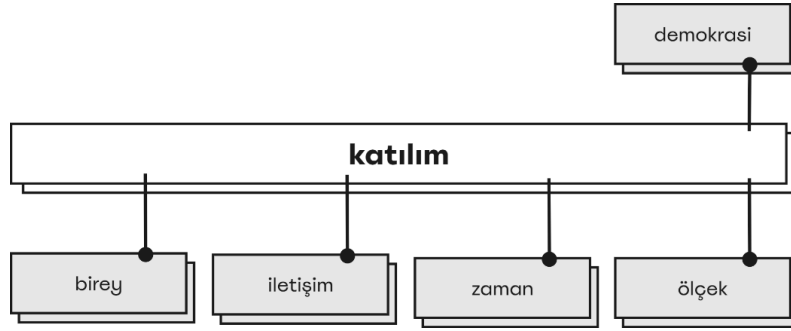 demokrasi
katılım
birey
iletişim
zaman
ölçek